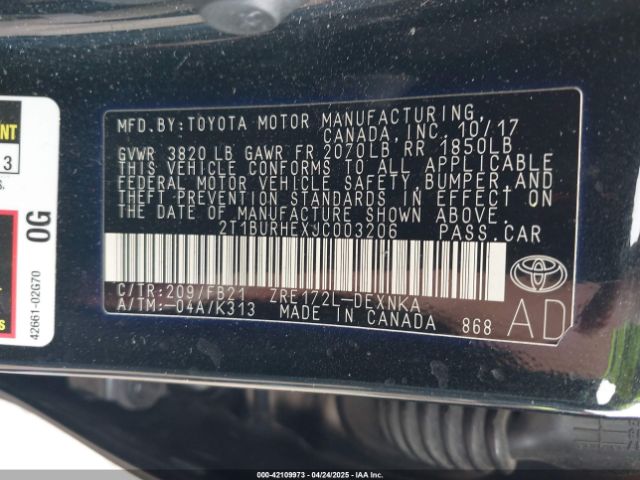 MFD.BY:TOYOTA MOTOR MANUFACTURING,
CANADA, INC. 10/17
GVWR 3820 LB GAWR FR 2070LB RR 1850LB
THIS VEHICLE CONFORMS TO ALL APPLICABLE
FEDERAL MOTOR VEHICLE SAFETY, BUMPER, AND
THEFT PREVENTION STANDARDS IN EFFECT ON
THE DATE OF MANUFACTURE SHOWN ABOVE.
2T1BURHEXJC003206 PASS.CAR
C/TR:209/FB21 ZRE172L-DEXNKA
A/TM:-04A/K313 MADE IN CANADA 868
AD
TOYOTA
3
0G
42661-02G70
00-42109973 - 04/24/2025 - IAA Inc.